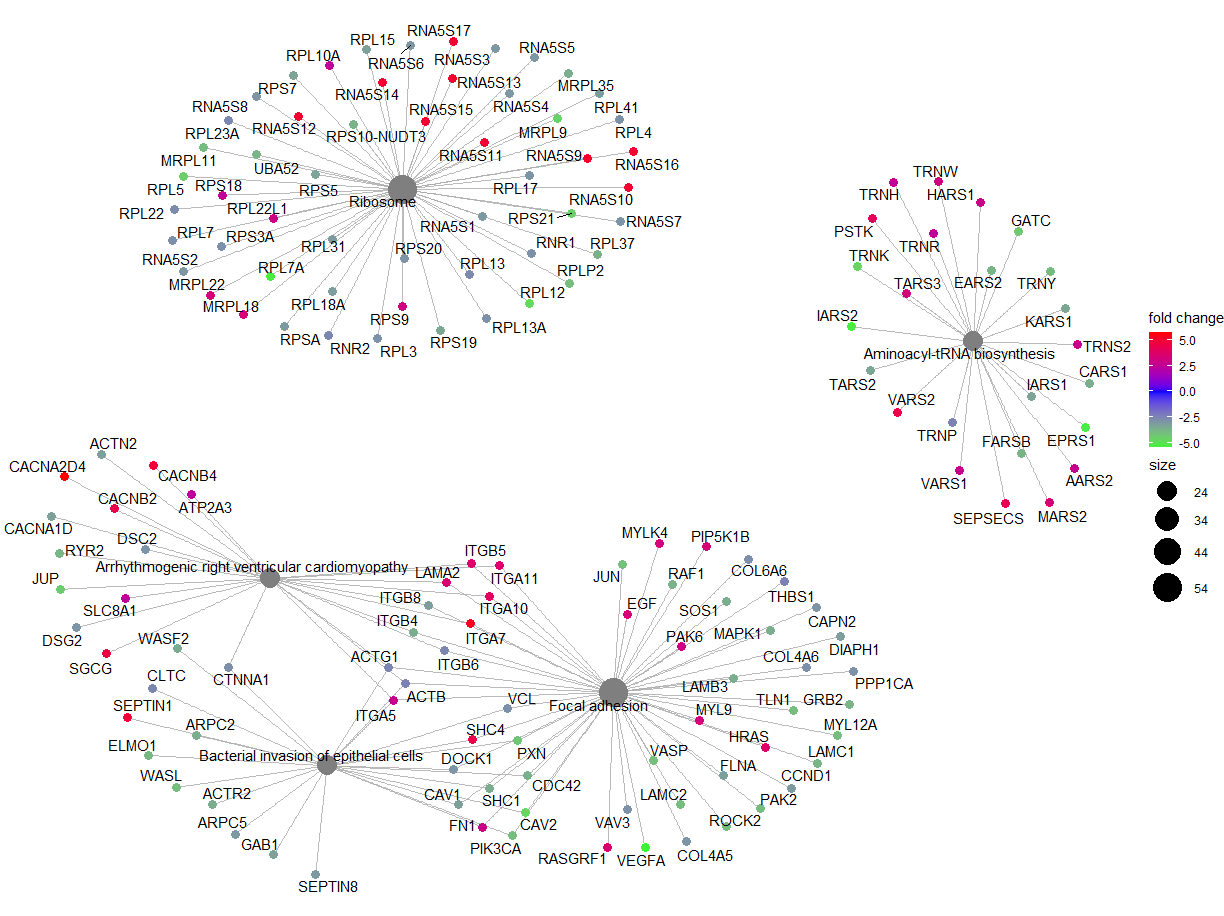 RNA5S17
RPL15
RNA5S5
RPL10A
RNA5S6
RNA5S3
RPS7
RNA5S13
MRPL35
RNA5S14
RNA5S8
RNA5S15
RNA5S4
RPL41
RNA5S12
RPS10-NUDT3
MRPL9
RPL4
RPL23A
MRPL11
UBA52
RNA5S11
RNA5S9
RNA5S16
RPL5
RPS18
RPS5
RPL17
Ribosome
RNA5S10
RPL22
RPL22L1
RPS21
RNA5S7
RNA5S1
RPL7
RPS3A
RPL31
RPS20
RNR1
RPL37
RNA5S2
RPL7A
RPL13
RPLP2
MRPL22
RPL12
MRPL18
RPL18A
RPS9
RPL13A
RPSA
RNR2
RPL3
RPS19
TRNW
TRNH
HARS1
PSTK
GATC
TRNR
TRNK
TARS3
EARS2
TRNY
IARS2
KARS1
Aminoacyl-tRNA biosynthesis
TRNS2
TARS2
IARS1
CARS1
VARS2
TRNP
FARSB
EPRS1
VARS1
AARS2
SEPSECS
MARS2
fold change
5.0
2.5
0.0
-2.5
-5.0
size
24
34
44
54
ACTN2
CACNA2D4
CACNB4
CACNB2
ATP2A3
CACNA1D
DSC2
RYR2
Arrhythmogenic right ventricular cardiomyopathy
ITGB5
JUP
LAMA2
ITGA11
SLC8A1
ITGB8
ITGA10
DSG2
WASF2
ITGB4
ITGA7
SGCG
CLTC
CTNNA1
ACTG1
ITGB6
SEPTIN1
ACTB
VCL
ARPC2
ITGA5
SHC4
ELMO1
Bacterial invasion of epithelial cells
DOCK1
PXN
WASL
ACTR2
CAV1
SHC1
CDC42
ARPC5
FN1
CAV2
GAB1
PIK3CA
SEPTIN8
MYLK4
PIP5K1B
JUN
RAF1
COL6A6
EGF
SOS1
THBS1
PAK6
MAPK1
CAPN2
DIAPH1
COL4A6
LAMB3
PPP1CA
Focal adhesion
MYL9
TLN1
GRB2
MYL12A
HRAS
VASP
FLNA
LAMC1
CCND1
LAMC2
PAK2
VAV3
ROCK2
RASGRF1
VEGFA
COL4A5